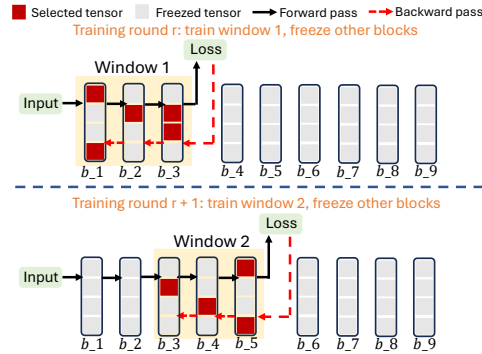 Selected tensor Freezed tensor Forward pass Backward pass
Training round r: train window 1, freeze other blocks
Loss
Window 1
Input
b_1 b_2 b_3 b_4 b_5 b_6 b_7 b_8 b_9
Training round r + 1: train window 2, freeze other blocks
Loss
Window 2
Input
b_1 b_2 b_3 b_4 b_5 b_6 b_7 b_8 b_9